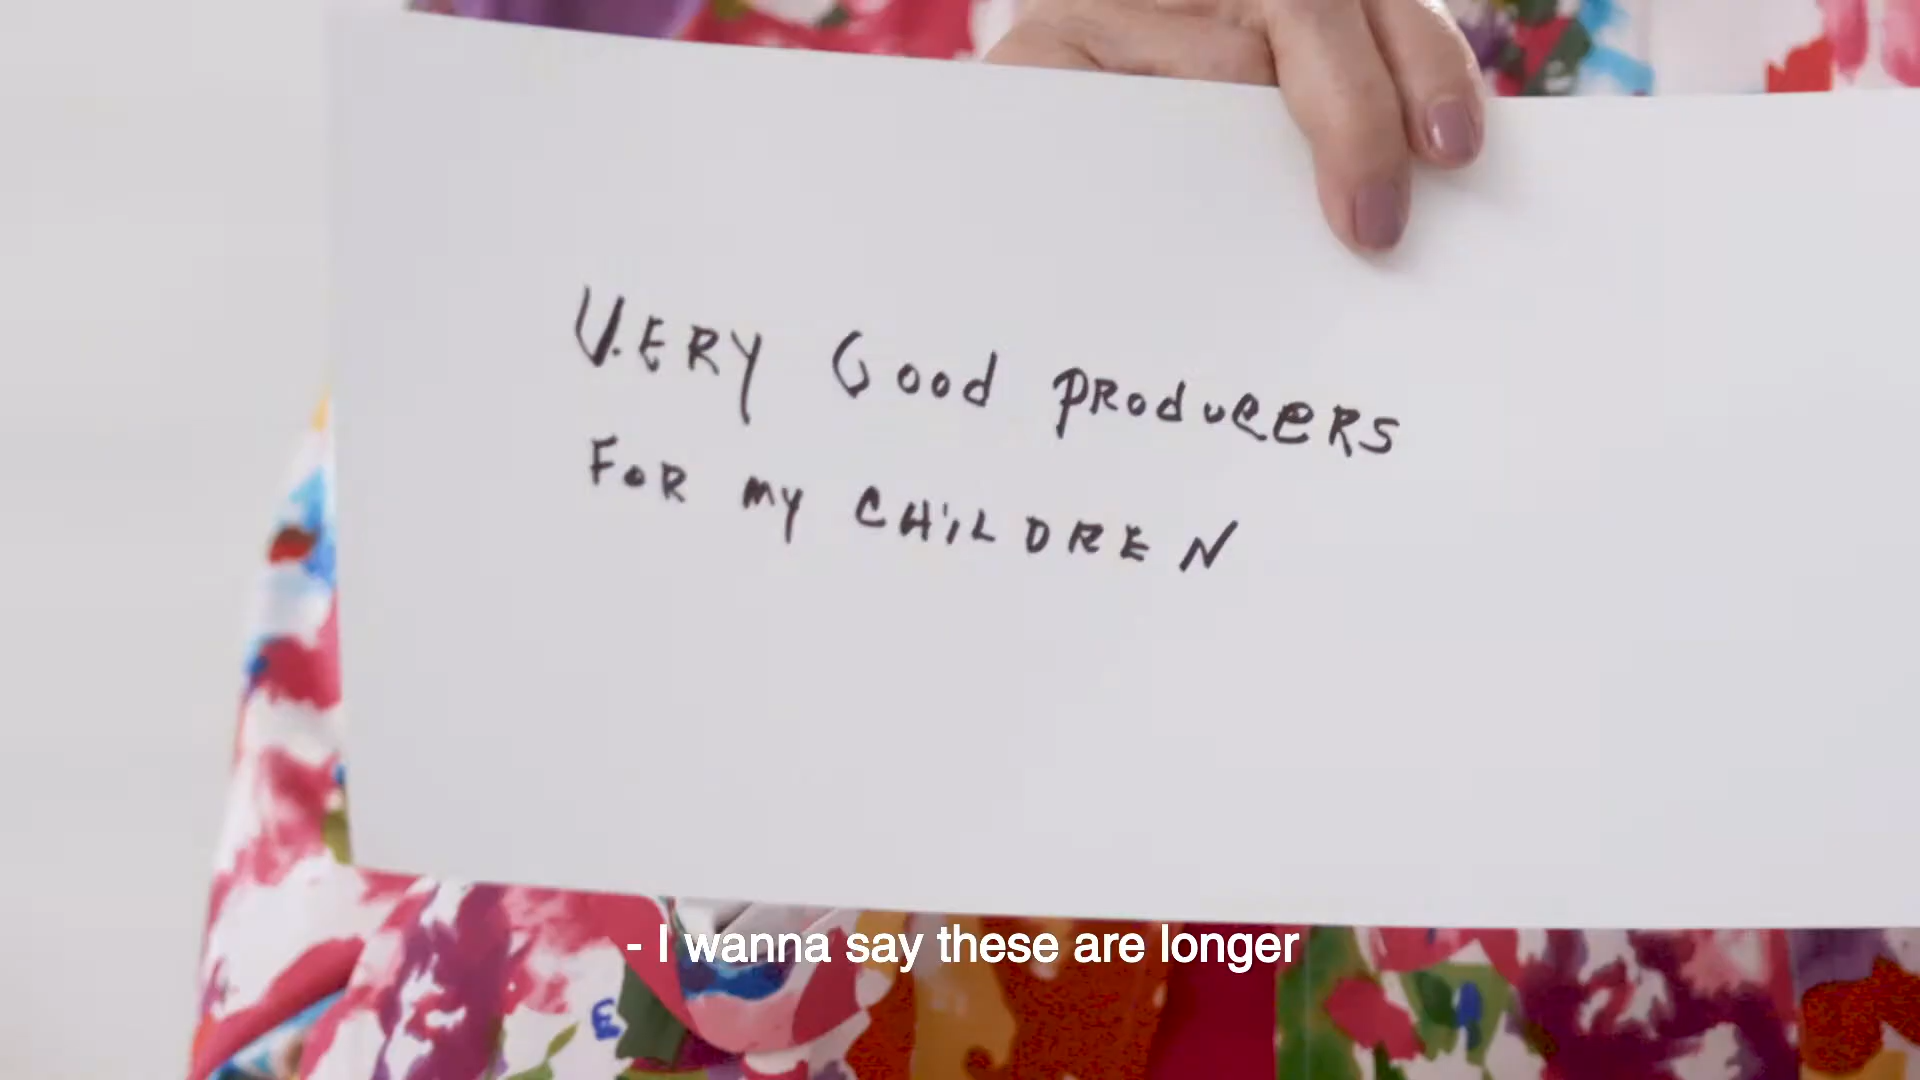 VERY GOOD PRODUCERS
FOR MY CHILDREN
E
- I wanna say these are longer